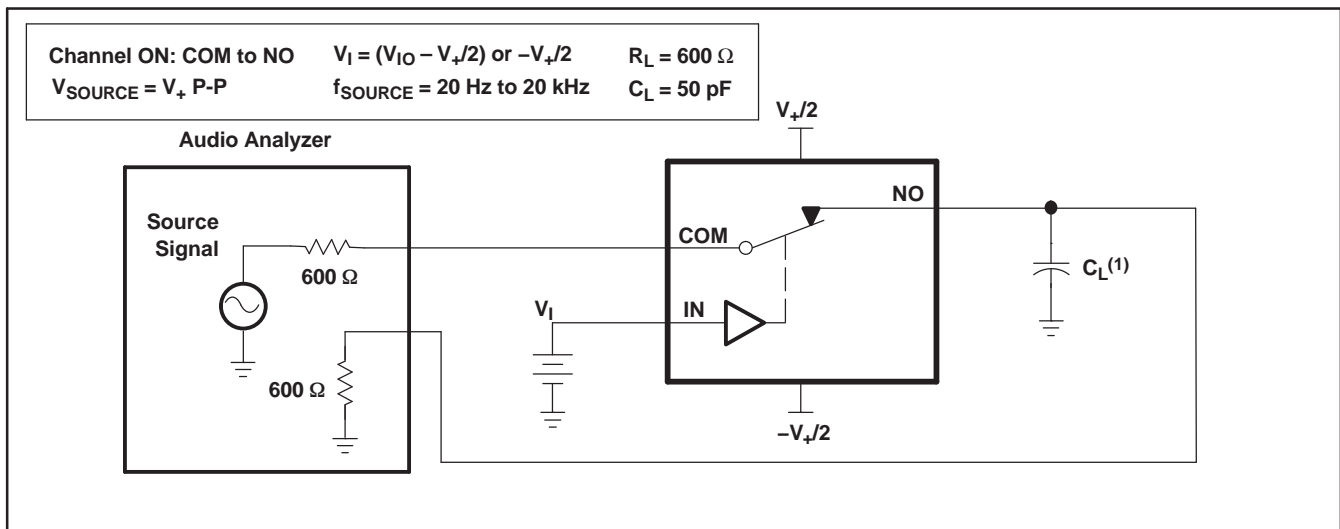 Channel ON: COM to NO V_I = (V_IO – V_+/2) or –V_+/2 R_L = 600 Ω
V_SOURCE = V_+ P-P f_SOURCE = 20 Hz to 20 kHz C_L = 50 pF
V_+/2
Audio Analyzer
NO
Source
Signal
COM
600 Ω
C_L(1)
V_I
IN
600 Ω
–V_+/2